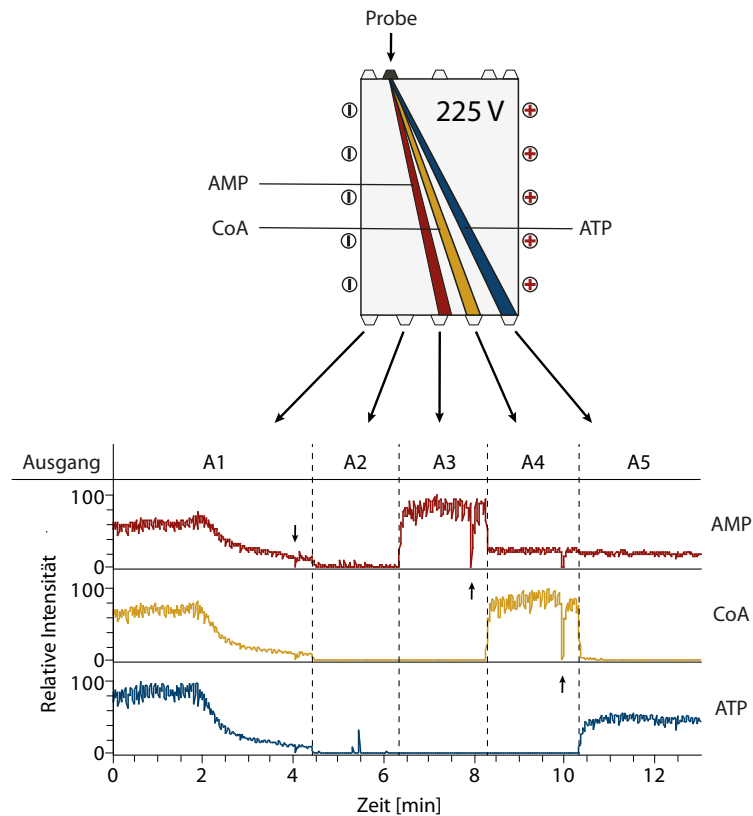 Probe
225 V
AMP
CoA
ATP
Ausgang A1 A2 A3 A4 A5
Relative Intensität
100
0
AMP
100
0
CoA
100
0
ATP
0 2 4 6 8 10 12
Zeit [min]